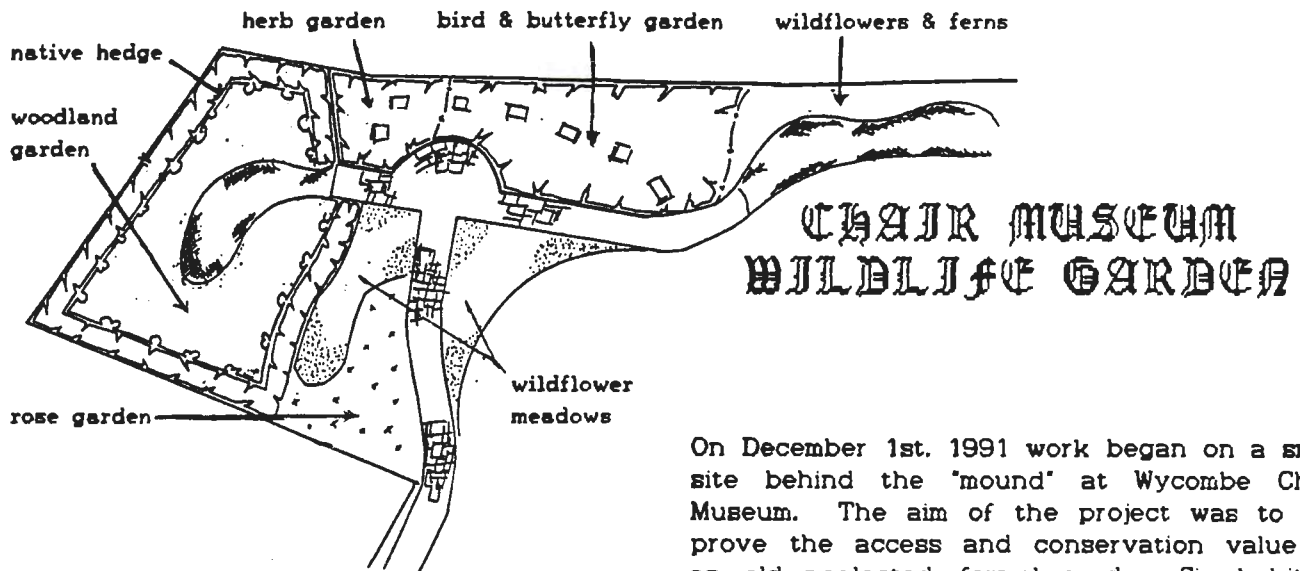 herb garden
bird & butterfly garden
wildflowers & ferns
native hedge
woodland
garden
CHAIR MUSEUM
WILDLIFE GARDEN
wildflower
meadows
rose garden
On December 1st. 1991 work began on a
site behind the "mound" at Wycombe
Museum. The aim of the project was to
prove the access and conservation value